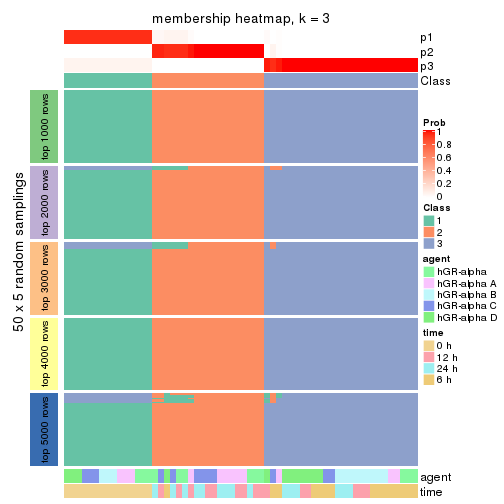 membership heatmap, k = 3
p1
p2
p3
Class
50 x 5 random samplings
top 1000 rows
top 2000 rows
top 3000 rows
top 4000 rows
top 5000 rows
Prob
1
0.8
0.6
0.4
0.2
0
Class
1
2
3
agent
hGR-alpha
hGR-alpha A
hGR-alpha B
hGR-alpha C
hGR-alpha D
time
0 h
12 h
24 h
6 h
agent
time